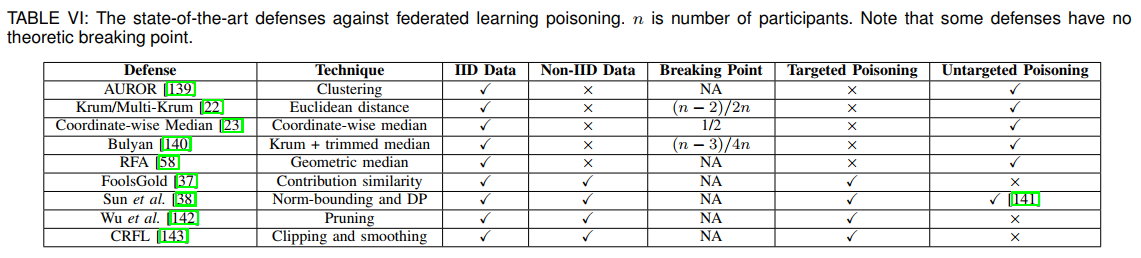 TABLE VI: The state-of-the-art defenses against federated learning poisoning. n is number of participants. Note that some defenses have no
theoretic breaking point.
Defense Technique IID Data Non-IID Data Breaking Point Targeted Poisoning Untargeted Poisoning
AUROR [139] Clustering ✓ × NA × ✓
Krum/Multi-Krum [22] Euclidean distance ✓ × (n − 2)/2n × ✓
Coordinate-wise Median [23] Coordinate-wise median ✓ × 1/2 × ✓
Bulyan [140] Krum + trimmed median ✓ × (n − 3)/4n × ✓
RFA [58] Geometric median ✓ × NA × ✓
FoolsGold [37] Contribution similarity ✓ ✓ NA ✓ ×
Sun et al. [38] Norm-bounding and DP ✓ ✓ NA ✓ ✓ [141]
Wu et al. [142] Pruning ✓ ✓ NA ✓ ×
CRFL [143] Clipping and smoothing ✓ ✓ NA ✓ ×